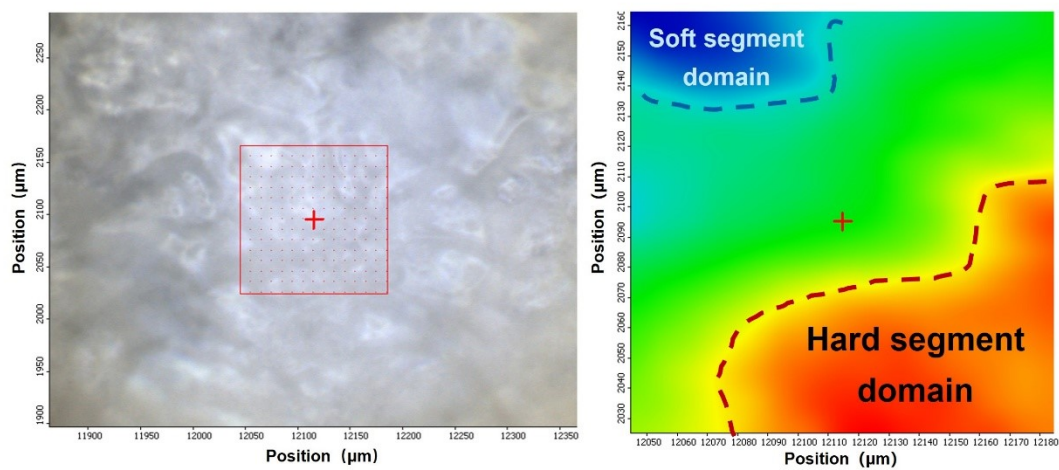 2250
2200
2150
2100
2050
2000
1950
1900
Position (μm)
11900 11950 12000 12050 12100 12150 12200 12250 12300 12350
Position (μm)
Soft segment
domain
Hard segment
domain
2160
2150
2140
2130
2120
2110
2100
2090
2080
2070
2060
2050
2040
2030
Position (μm)
12050 12060 12070 12080 12090 12100 12110 12120 12130 12140 12150 12160 12170 12180
Position (μm)